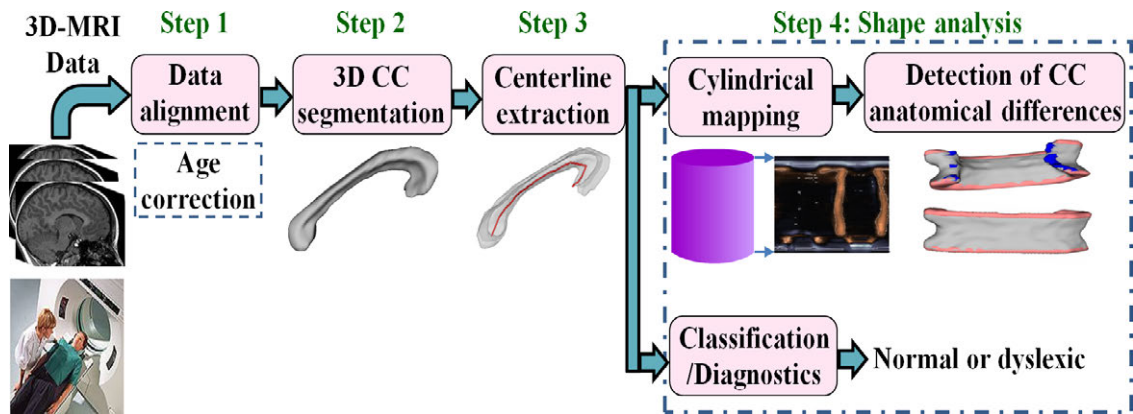 3D-MRI
Data
Step 1
Data
alignment
Age
correction
Step 2
3D CC
segmentation
Step 3
Centerline
extraction
Step 4: Shape analysis
Cylindrical
mapping
Detection of CC
anatomical differences
Classification
/Diagnostics
Normal or dyslexic